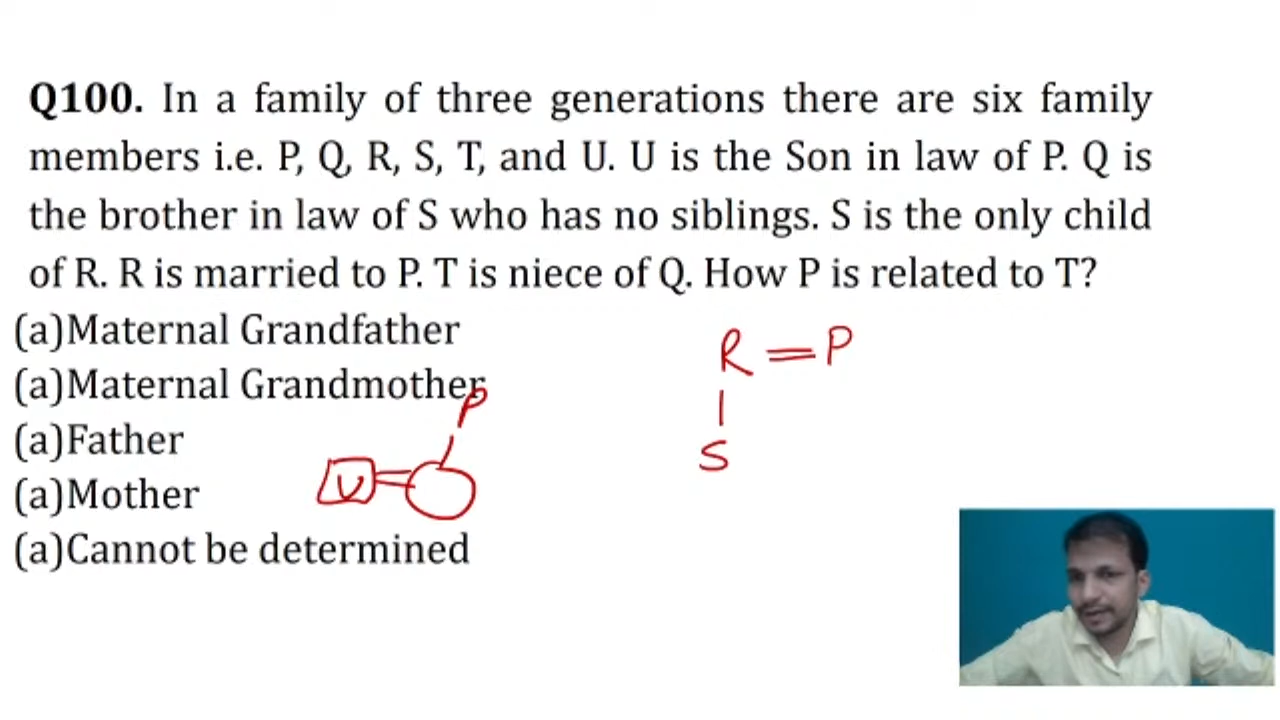 Q100. In a family of three generations there are six family
members i.e. P, Q, R, S, T, and U. U is the Son in law of P. Q is
the brother in law of S who has no siblings. S is the only child
of R. R is married to P. T is niece of Q. How P is related to T?
(a)Maternal Grandfather
(a)Maternal Grandmother
(a)Father
(a)Mother
(a)Cannot be determined
R = P
S
P
U